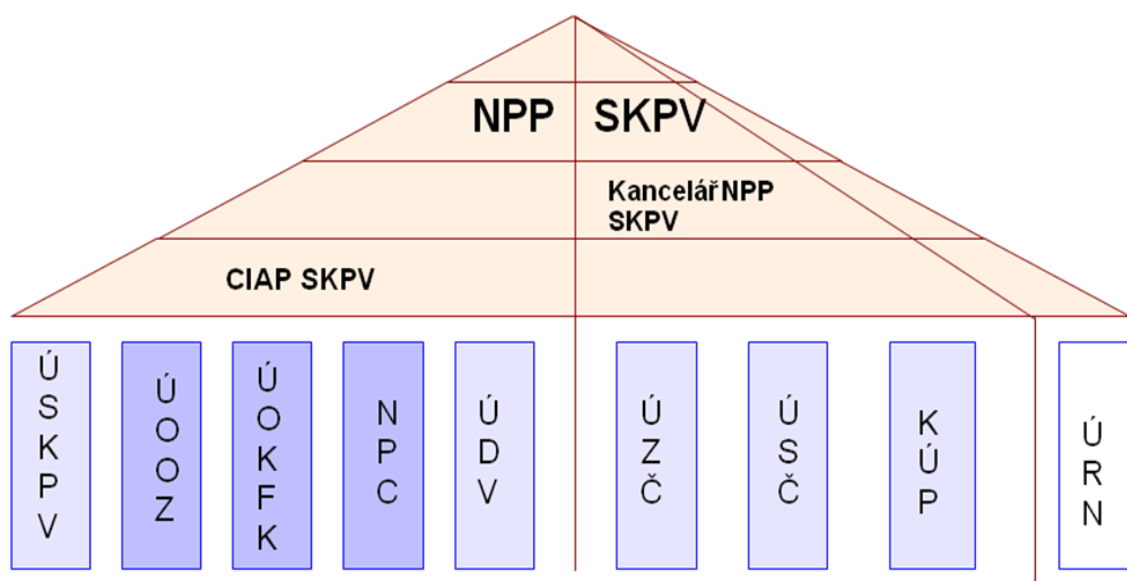 NPP SKPV
Kancelář NPP
SKPV
CIAP SKPV
ÚSKPV
ÚOOZ
ÚOKFK
NPC
ÚDV
ÚZČ
ÚSČ
KÚP
ÚRN